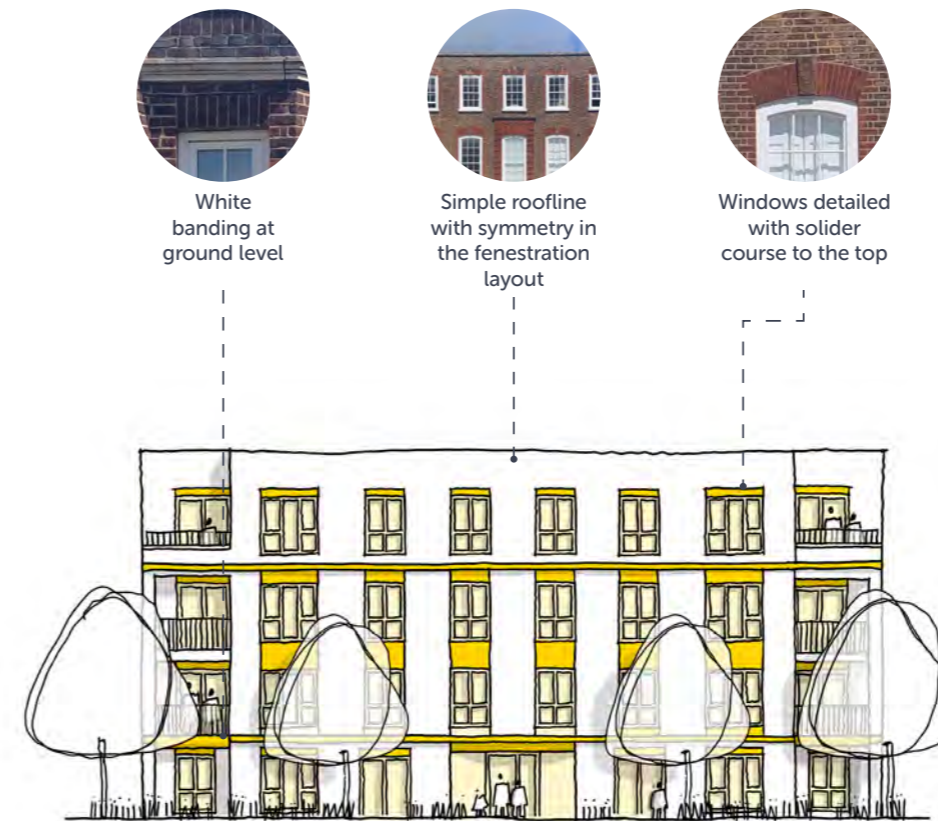 White
banding at
ground level
Simple roofline
with symmetry in
the fenestration
layout
Windows detailed
with solider
course to the top